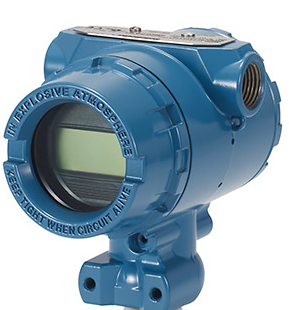 IN EXPLOSIVE ATMOSPHERE
KEEP TIGHT WHEN CIRCUIT ALIVE